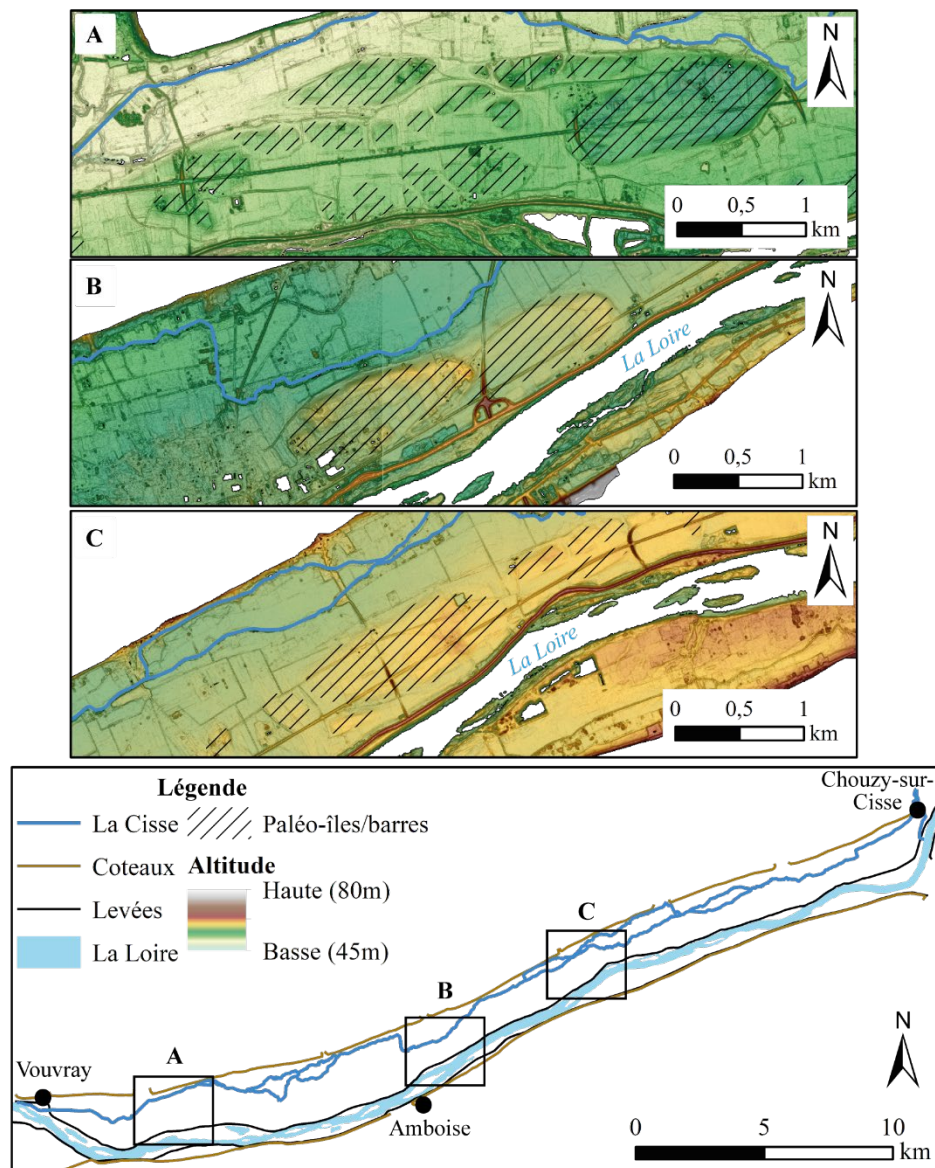 A
N
0 0,5 1
km
B
N
La Loire
0 0,5 1
km
C
N
La Loire
0 0,5 1
km
Légende
La Cisse
Paléo-îles/barres
Coteaux
Altitude
Levées
Haute (80m)
La Loire
Basse (45m)
Chouzy-sur-
Cisse
C
B
A
Vouvray
Amboise
N
0 5 10
km